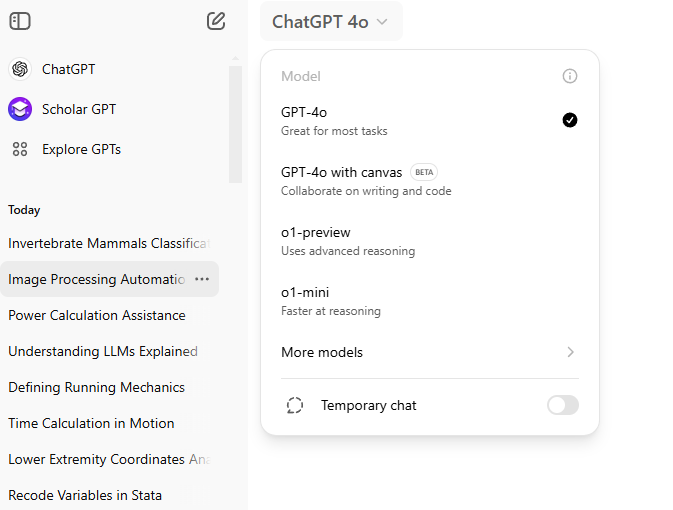 ChatGPT
Scholar GPT
Explore GPTs
Today
Invertebrate Mammals Classifica
Image Processing Automatio
Power Calculation Assistance
Understanding LLMs Explained
Defining Running Mechanics
Time Calculation in Motion
Lower Extremity Coordinates Ana
Recode Variables in Stata
ChatGPT 4o
Model
GPT-4o
Great for most tasks
GPT-4o with canvas BETA
Collaborate on writing and code
o1-preview
Uses advanced reasoning
o1-mini
Faster at reasoning
More models
Temporary chat